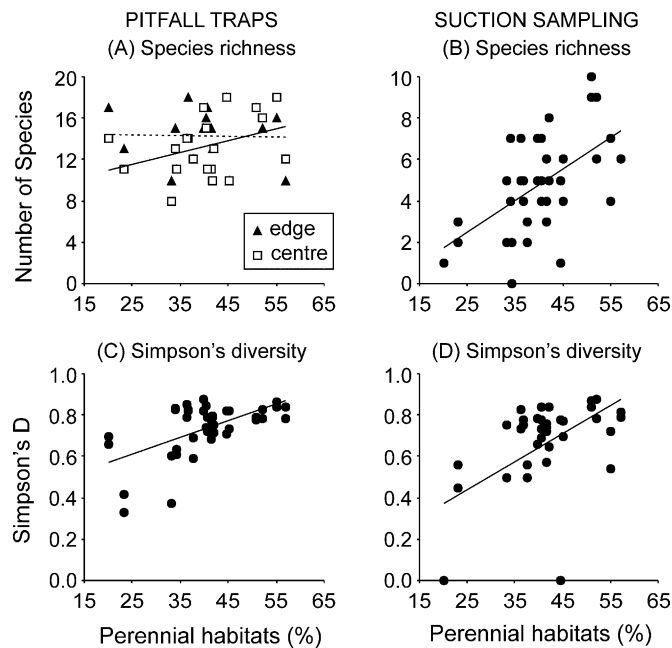 PITFALL TRAPS SUCTION SAMPLING
(A) Species richness (B) Species richness
Number of Species
20
16
12
8
4
0
15 25 35 45 55 65
edge
centre
10
8
6
4
2
0
15 25 35 45 55 65
(C) Simpson's diversity (D) Simpson's diversity
Simpson's D
1.0
0.8
0.6
0.4
0.2
0.0
15 25 35 45 55 65
Perennial habitats (%)
1.0
0.8
0.6
0.4
0.2
0.0
15 25 35 45 55 65
Perennial habitats (%)